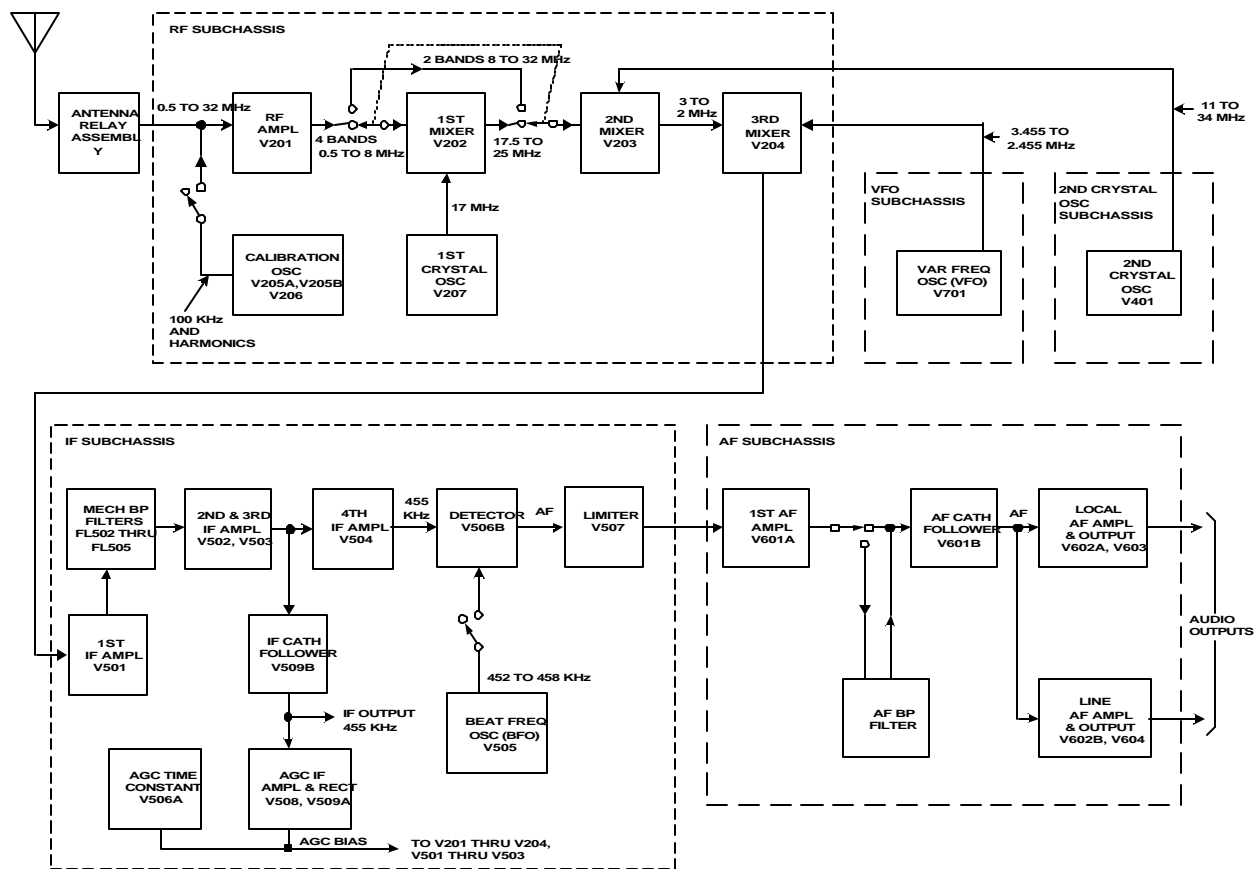 RF SUBCHASSIS
ANTENNA
RELAY
ASSEMBL
Y
0.5 TO 32 MHz
RF
AMPL
V201
4 BANDS
0.5 TO 8 MHz
2 BANDS 8 TO 32 MHz
1ST
MIXER
V202
17.5 TO
25 MHz
2ND
MIXER
V203
3 TO
2 MHz
3RD
MIXER
V204
3.455 TO
2.455 MHz
11 TO
34 MHz
CALIBRATION
OSC
V205A,V205B
V206
100 KHz
AND
HARMONICS
17 MHz
1ST
CRYSTAL
OSC
V207
VFO
SUBCHASSIS
VAR FREQ
OSC (VFO)
V701
2ND CRYSTAL
OSC
SUBCHASSIS
2ND
CRYSTAL
OSC
V401
IF SUBCHASSIS
MECH BP
FILTERS
FL502 THRU
FL505
2ND & 3RD
IF AMPL
V502, V503
4TH
IF AMPL
V504
455
KHz
DETECTOR
V506B
AF
LIMITER
V507
1ST
IF AMPL
V501
IF CATH
FOLLOWER
V509B
IF OUTPUT
455 KHz
452 TO 458 KHz
BEAT FREQ
OSC (BFO)
V505
AGC TIME
CONSTANT
V506A
AGC IF
AMPL & RECT
V508, V509A
AGC BIAS
TO V201 THRU V204,
V501 THRU V503
AF SUBCHASSIS
1ST AF
AMPL
V601A
AF CATH
FOLLOWER
V601B
AF
LOCAL
AF AMPL
& OUTPUT
V602A, V603
AF BP
FILTER
LINE
AF AMPL
& OUTPUT
V602B, V604
AUDIO
OUTPUTS